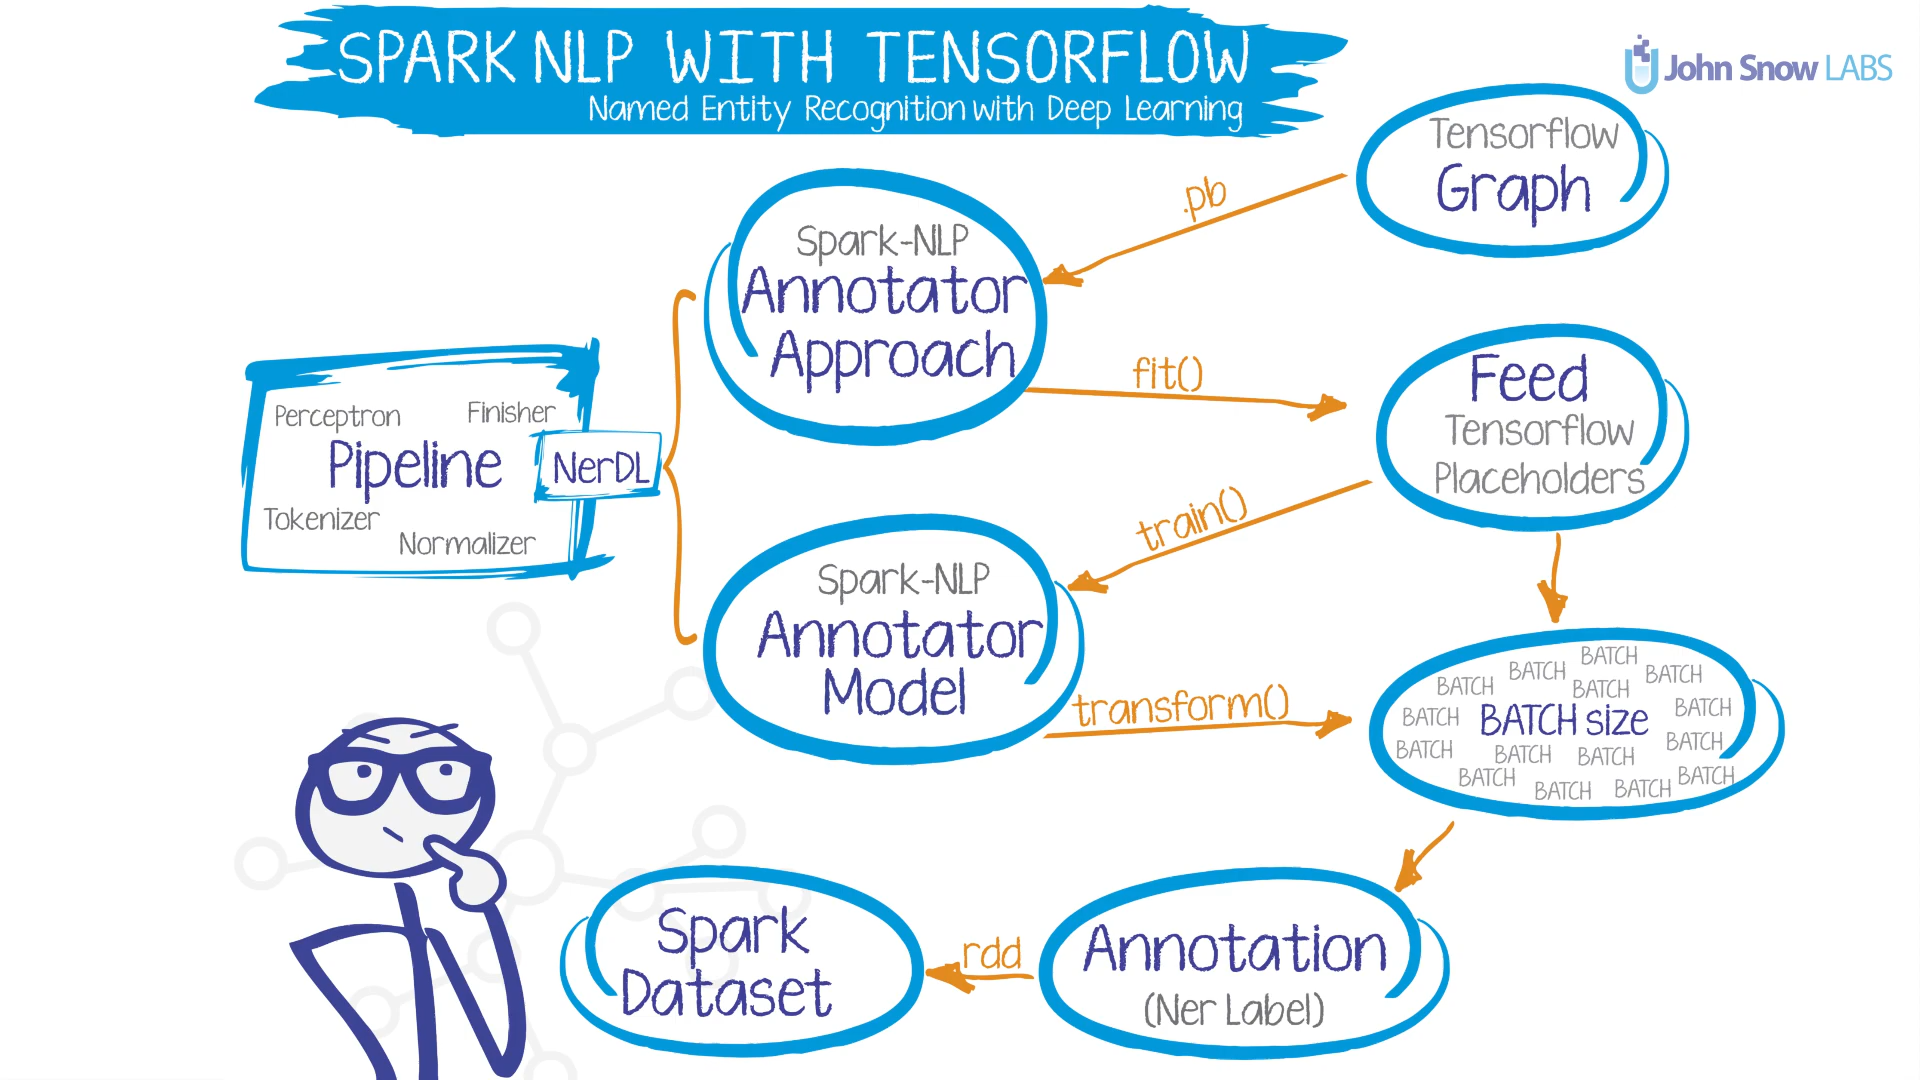 SPARK NLP WITH TENSORFLOW
Named Entity Recognition with Deep Learning
John Snow LABS
Tensorflow
Graph
.pb
Spark-NLP
Annotator
Approach
fit()
Feed
Tensorflow
Placeholders
Perceptron
Finisher
Pipeline
NerDL
Tokenizer
Normalizer
train()
Spark-NLP
Annotator
Model
transform()
BATCH
BATCH
BATCH
BATCH
BATCH
BATCH
BATCH
BATCH size
BATCH
BATCH
BATCH
BATCH
BATCH
BATCH
BATCH
BATCH
BATCH
Annotation
(Ner Label)
rdd
Spark
Dataset